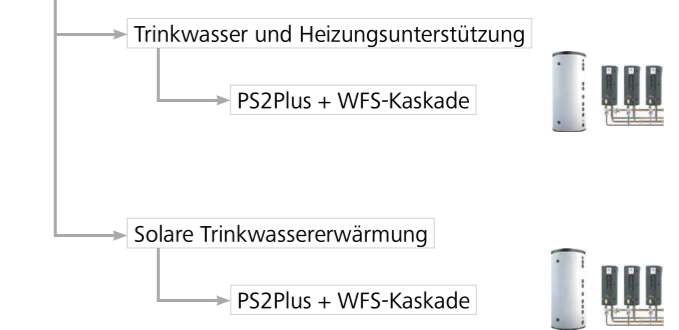 Trinkwasser und Heizungsunterstützung
PS2Plus + WFS-Kaskade
Solare Trinkwassererwärmung
PS2Plus + WFS-Kaskade